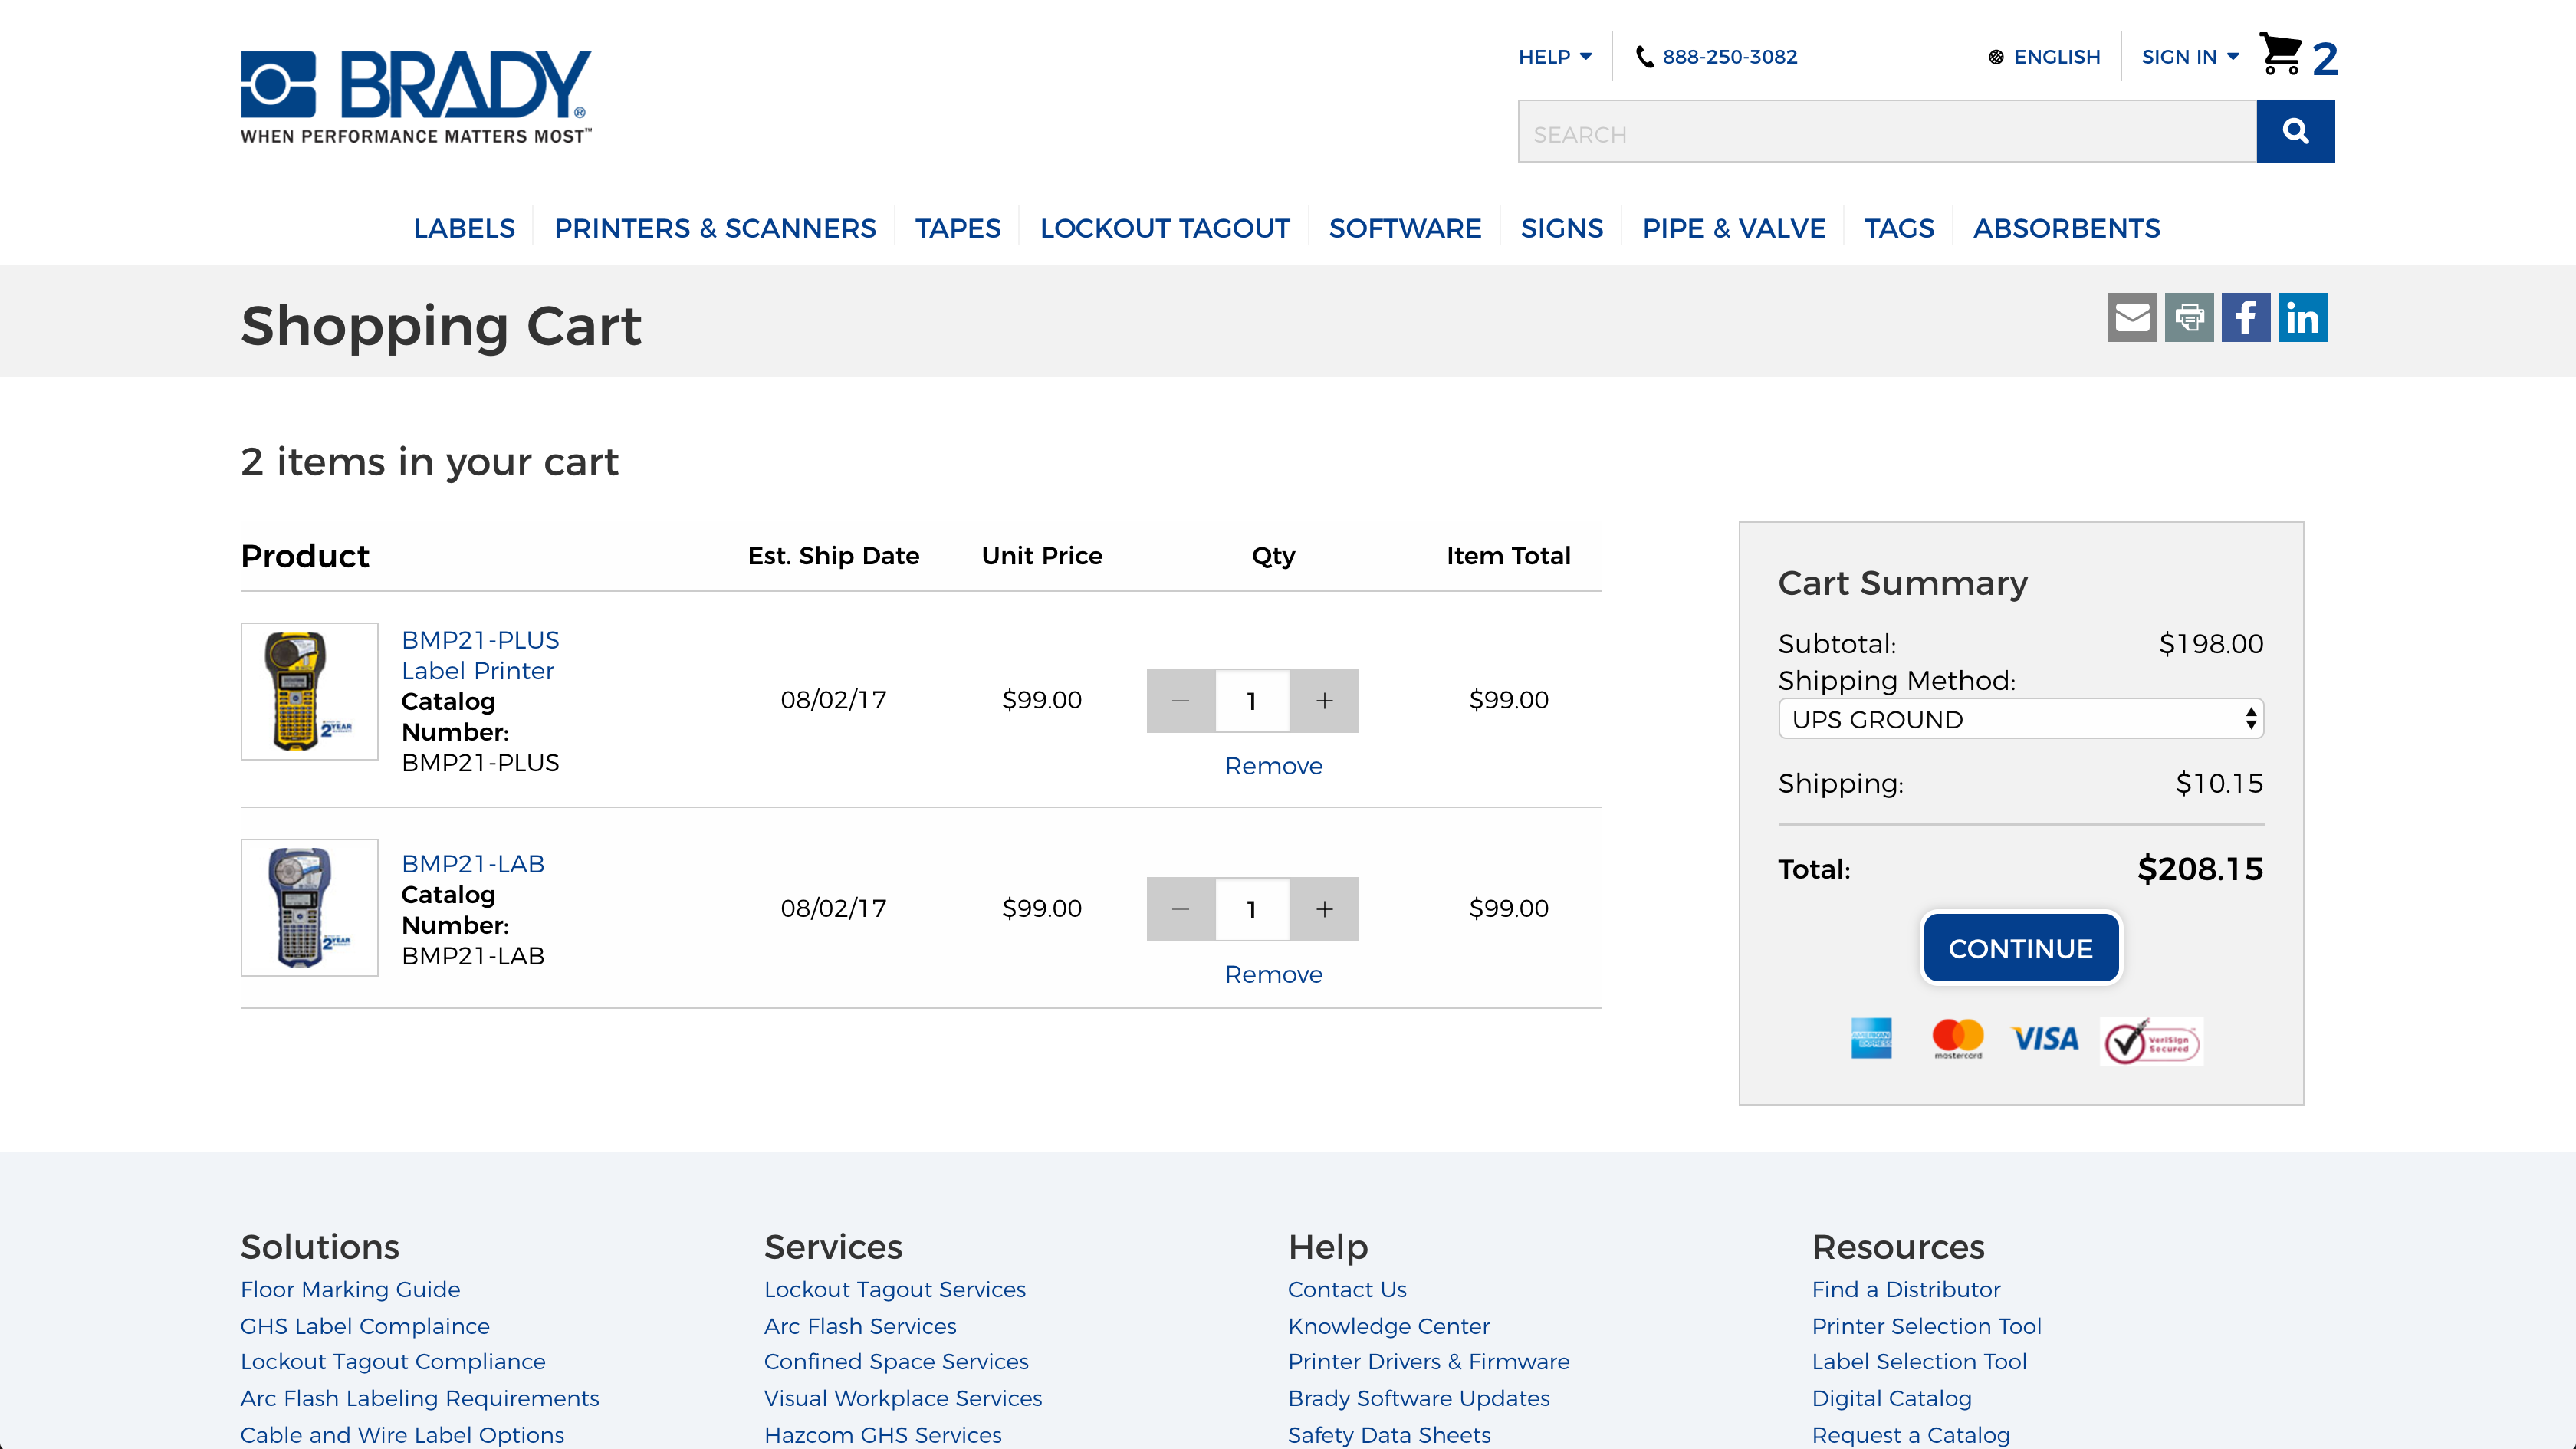 BRADY®
WHEN PERFORMANCE MATTERS MOST™
HELP
888-250-3082
ENGLISH
SIGN IN
2
SEARCH
LABELS
PRINTERS & SCANNERS
TAPES
LOCKOUT TAGOUT
SOFTWARE
SIGNS
PIPE & VALVE
TAGS
ABSORBENTS
Shopping Cart
2 items in your cart
Product Est. Ship Date Unit Price Qty Item Total
2YEAR
BMP21-PLUS
Label Printer
Catalog
Number:
BMP21-PLUS
08/02/17 $99.00 − 1 + $99.00
Remove
2YEAR
BMP21-LAB
Catalog
Number:
BMP21-LAB
08/02/17 $99.00 − 1 + $99.00
Remove
Cart Summary
Subtotal: $198.00
Shipping Method:
UPS GROUND
Shipping: $10.15
Total: $208.15
CONTINUE
AMERICAN EXPRESS
mastercard
VISA
VeriSign
Secured
Solutions
Floor Marking Guide
GHS Label Complaince
Lockout Tagout Compliance
Arc Flash Labeling Requirements
Cable and Wire Label Options
Services
Lockout Tagout Services
Arc Flash Services
Confined Space Services
Visual Workplace Services
Hazcom GHS Services
Help
Contact Us
Knowledge Center
Printer Drivers & Firmware
Brady Software Updates
Safety Data Sheets
Resources
Find a Distributor
Printer Selection Tool
Label Selection Tool
Digital Catalog
Request a Catalog